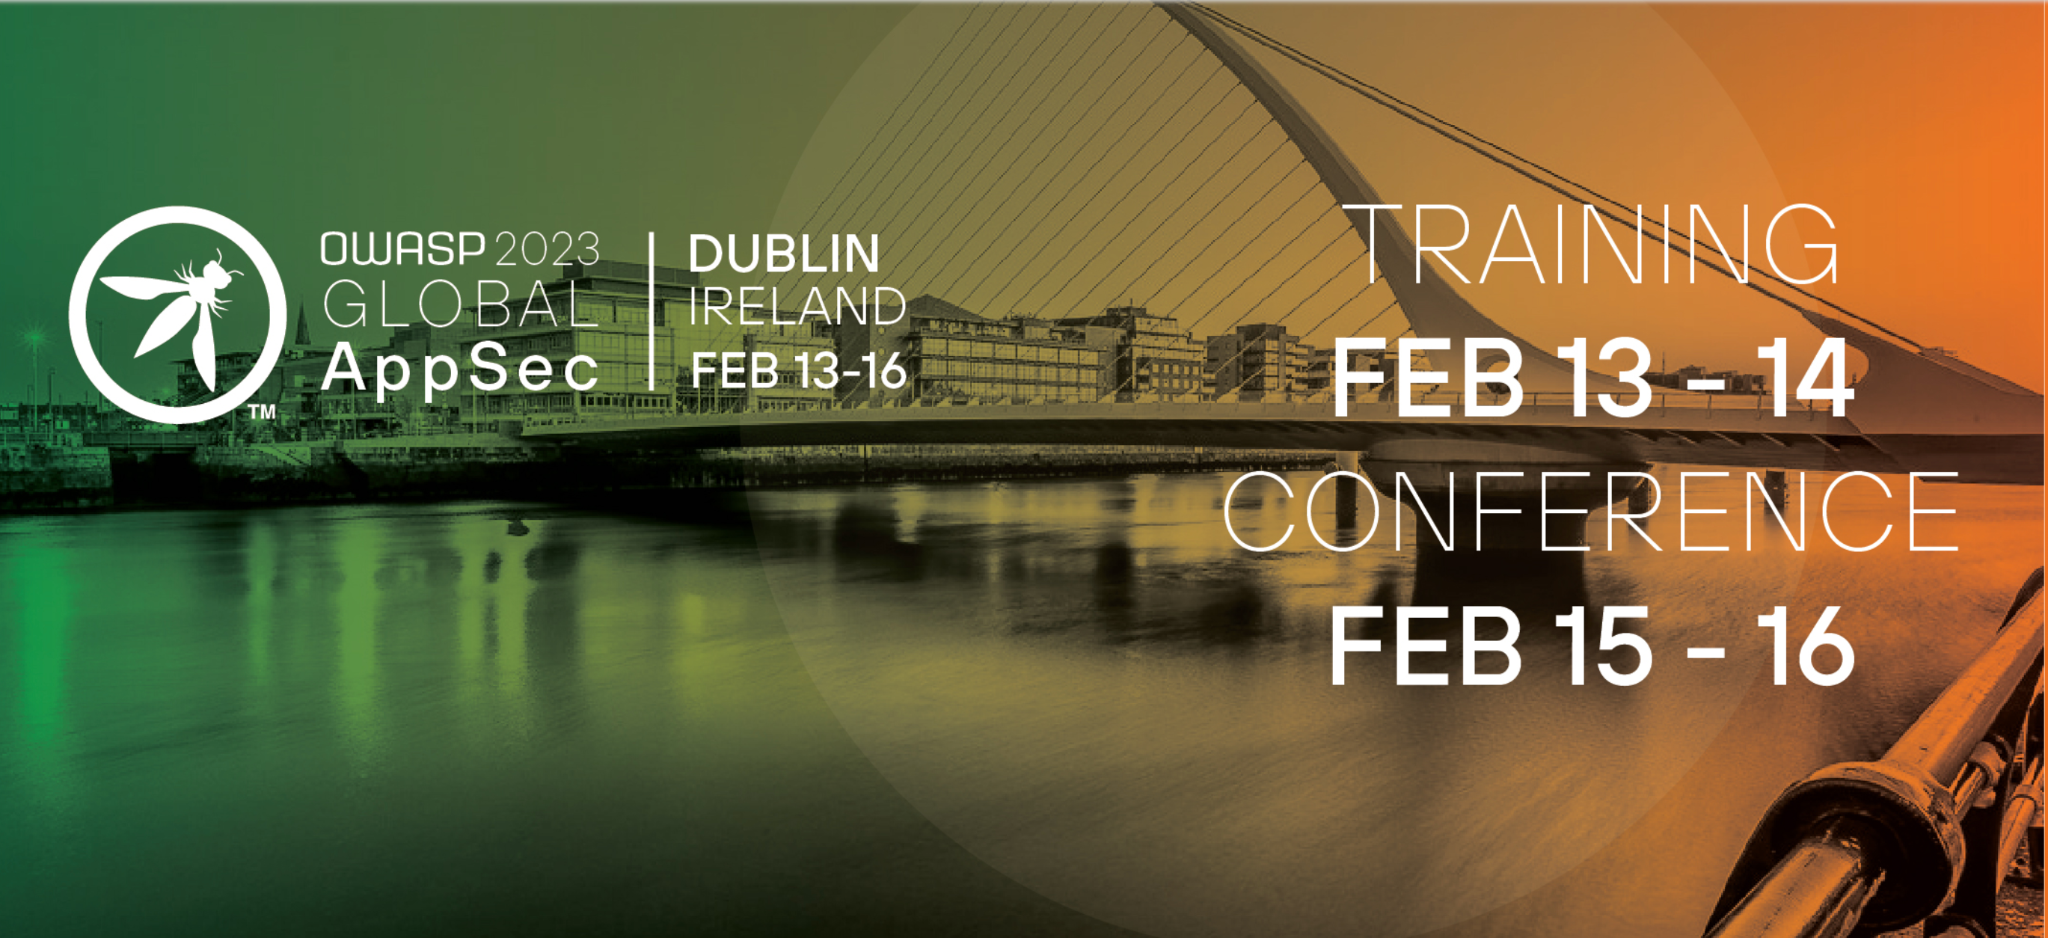 OWASP 2023
GLOBAL
AppSec
TM
DUBLIN
IRELAND
FEB 13-16
TRAINING
FEB 13 - 14
CONFERENCE
FEB 15 - 16